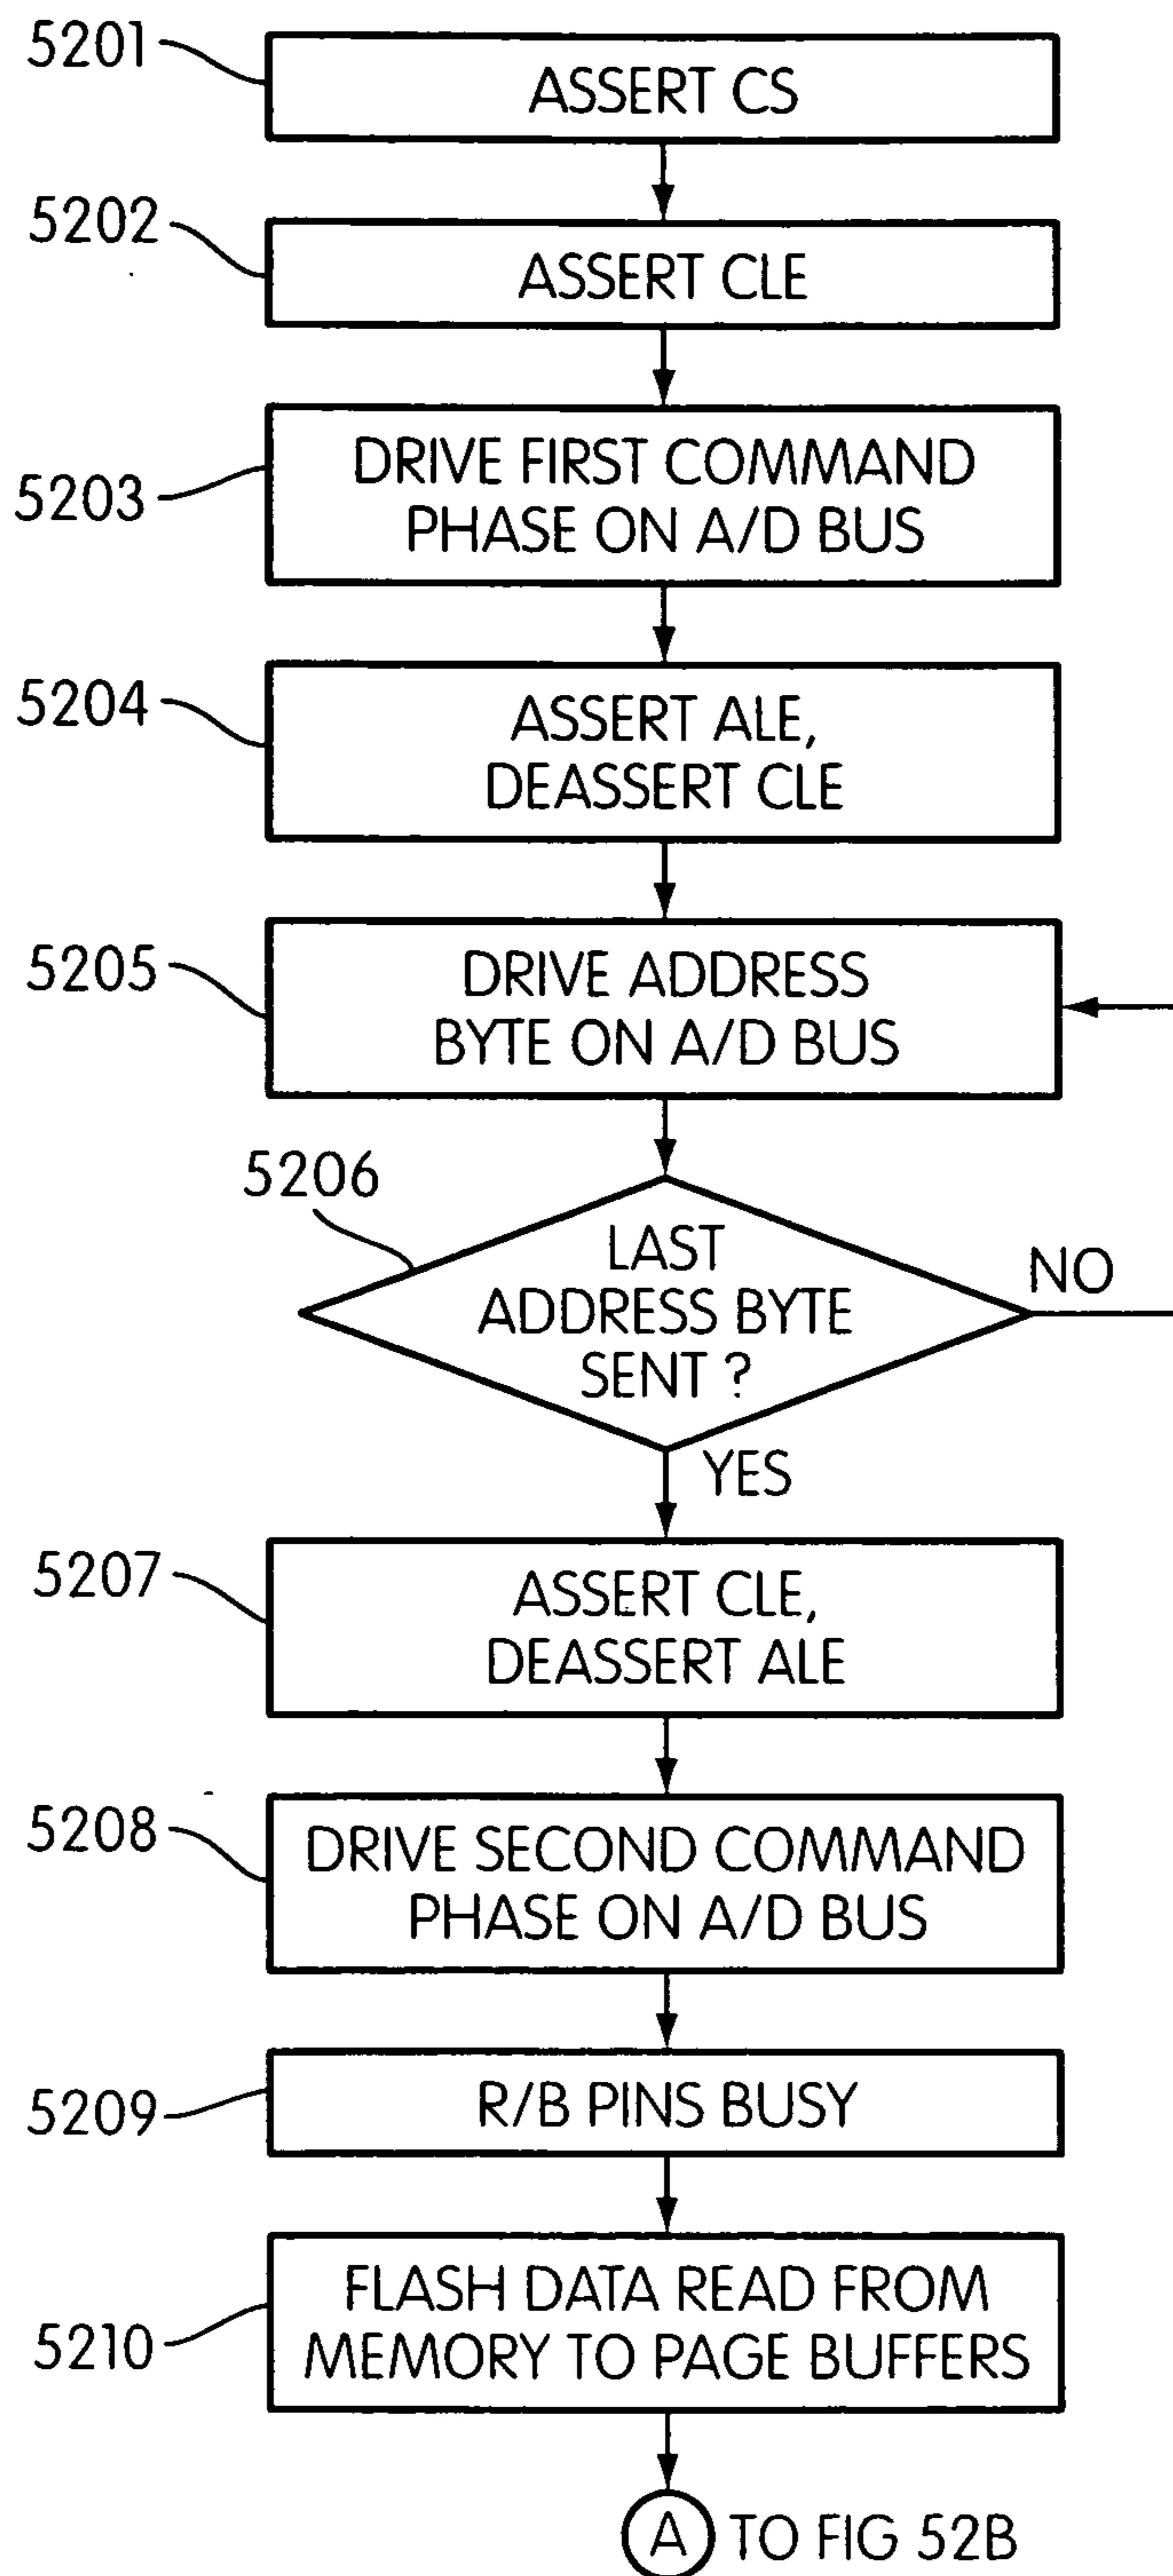 5201
ASSERT CS
5202
ASSERT CLE
5203
DRIVE FIRST COMMAND
PHASE ON A/D BUS
5204
ASSERT ALE,
DEASSERT CLE
5205
DRIVE ADDRESS
BYTE ON A/D BUS
5206
LAST
ADDRESS BYTE
SENT ?
NO
YES
5207
ASSERT CLE,
DEASSERT ALE
5208
DRIVE SECOND COMMAND
PHASE ON A/D BUS
5209
R/B PINS BUSY
5210
FLASH DATA READ FROM
MEMORY TO PAGE BUFFERS
A TO FIG 52B